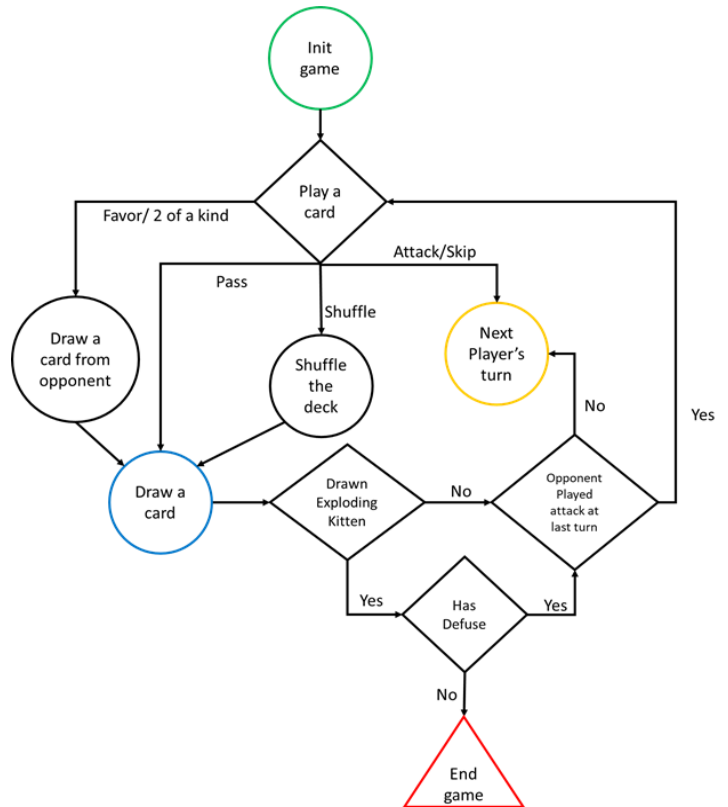 Init
game
Play a
card
Favor/ 2 of a kind
Attack/Skip
Pass
Shuffle
Draw a
card from
opponent
Shuffle
the
deck
Next
Player's
turn
No
Yes
Draw a
card
Drawn
Exploding
Kitten
No
Opponent
Played
attack at
last turn
Yes
Has
Defuse
Yes
No
End
game